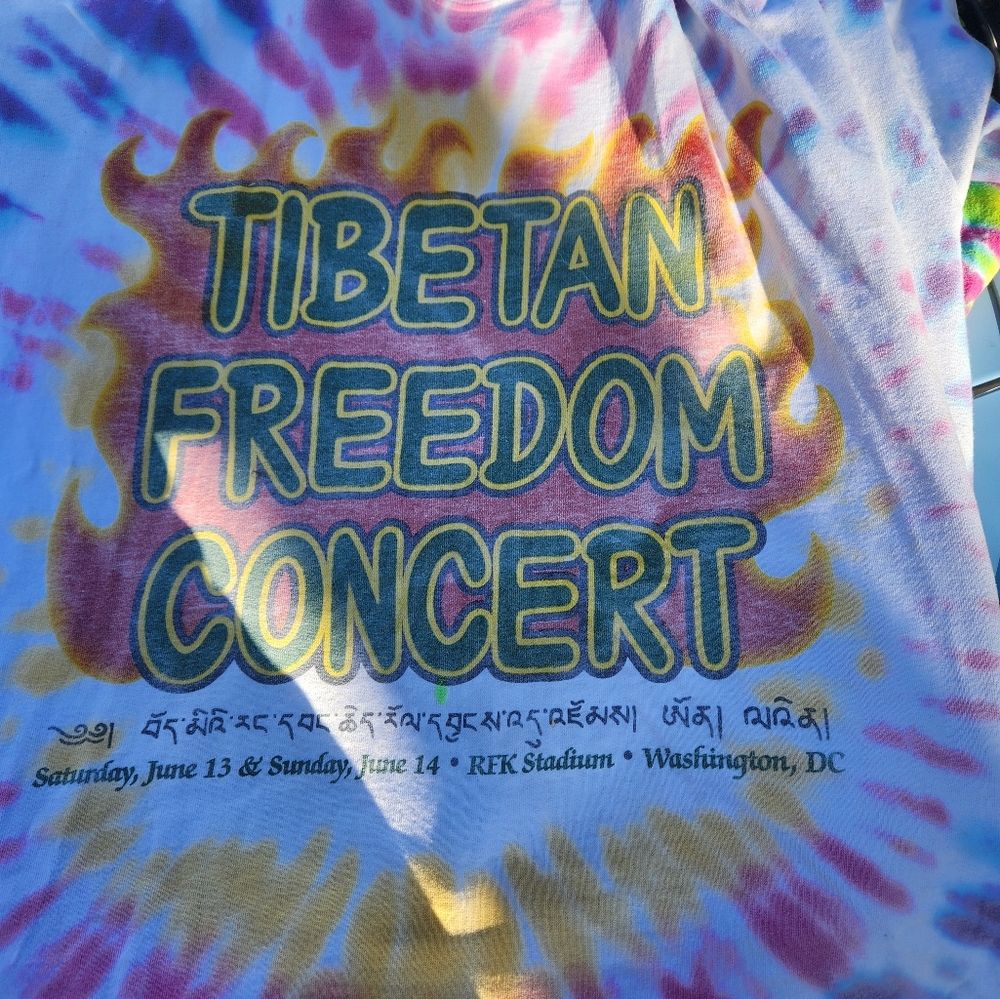 TIBETAN
FREEDOM
CONCERT
༄༅། བོད་མིའི་རང་དབང་ཆེད་རོལ་དབྱངས་འདུ་འཛོམས། ཨོན། ལའིན།
Saturday, June 13 & Sunday, June 14 • RFK Stadium • Washington, DC